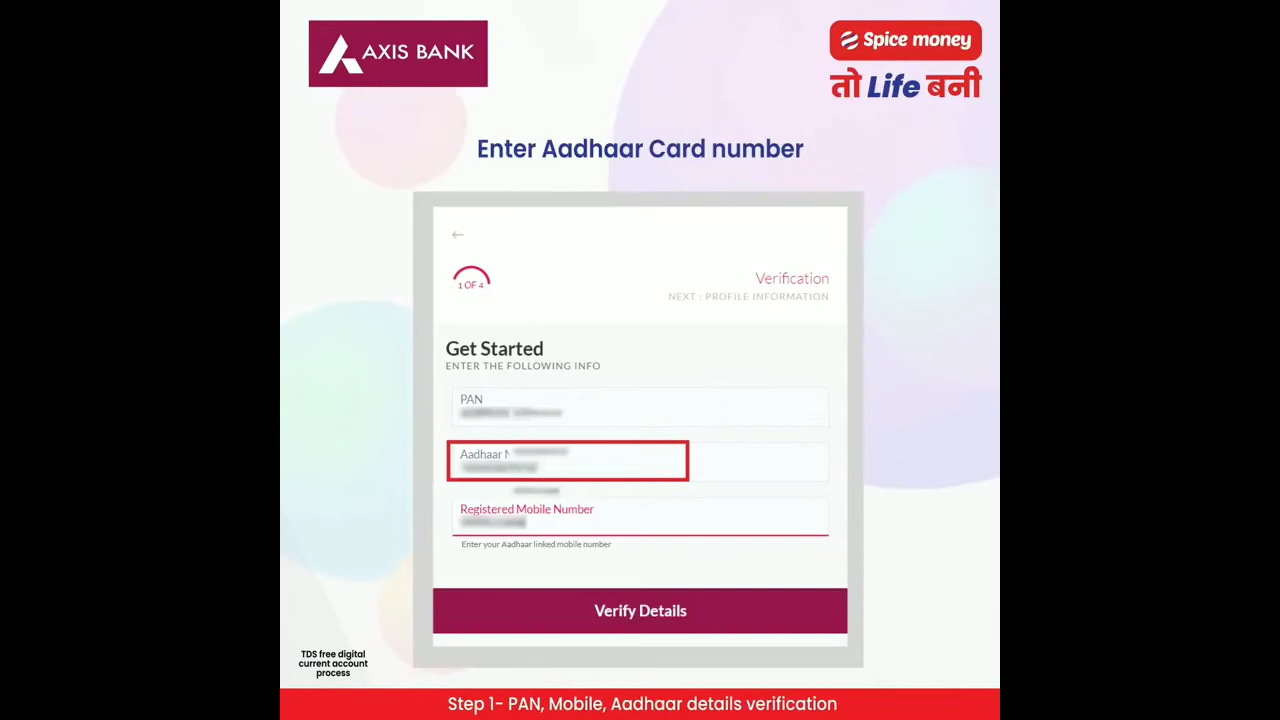 AXIS BANK
Spice money
तो Life बनी
Enter Aadhaar Card number
←
1 OF 4
Verification
NEXT : PROFILE INFORMATION
Get Started
ENTER THE FOLLOWING INFO
PAN
Aadhaar N
Registered Mobile Number
Enter your Aadhaar linked mobile number
Verify Details
TDS free digital
current account
process
Step 1- PAN, Mobile, Aadhaar details verification